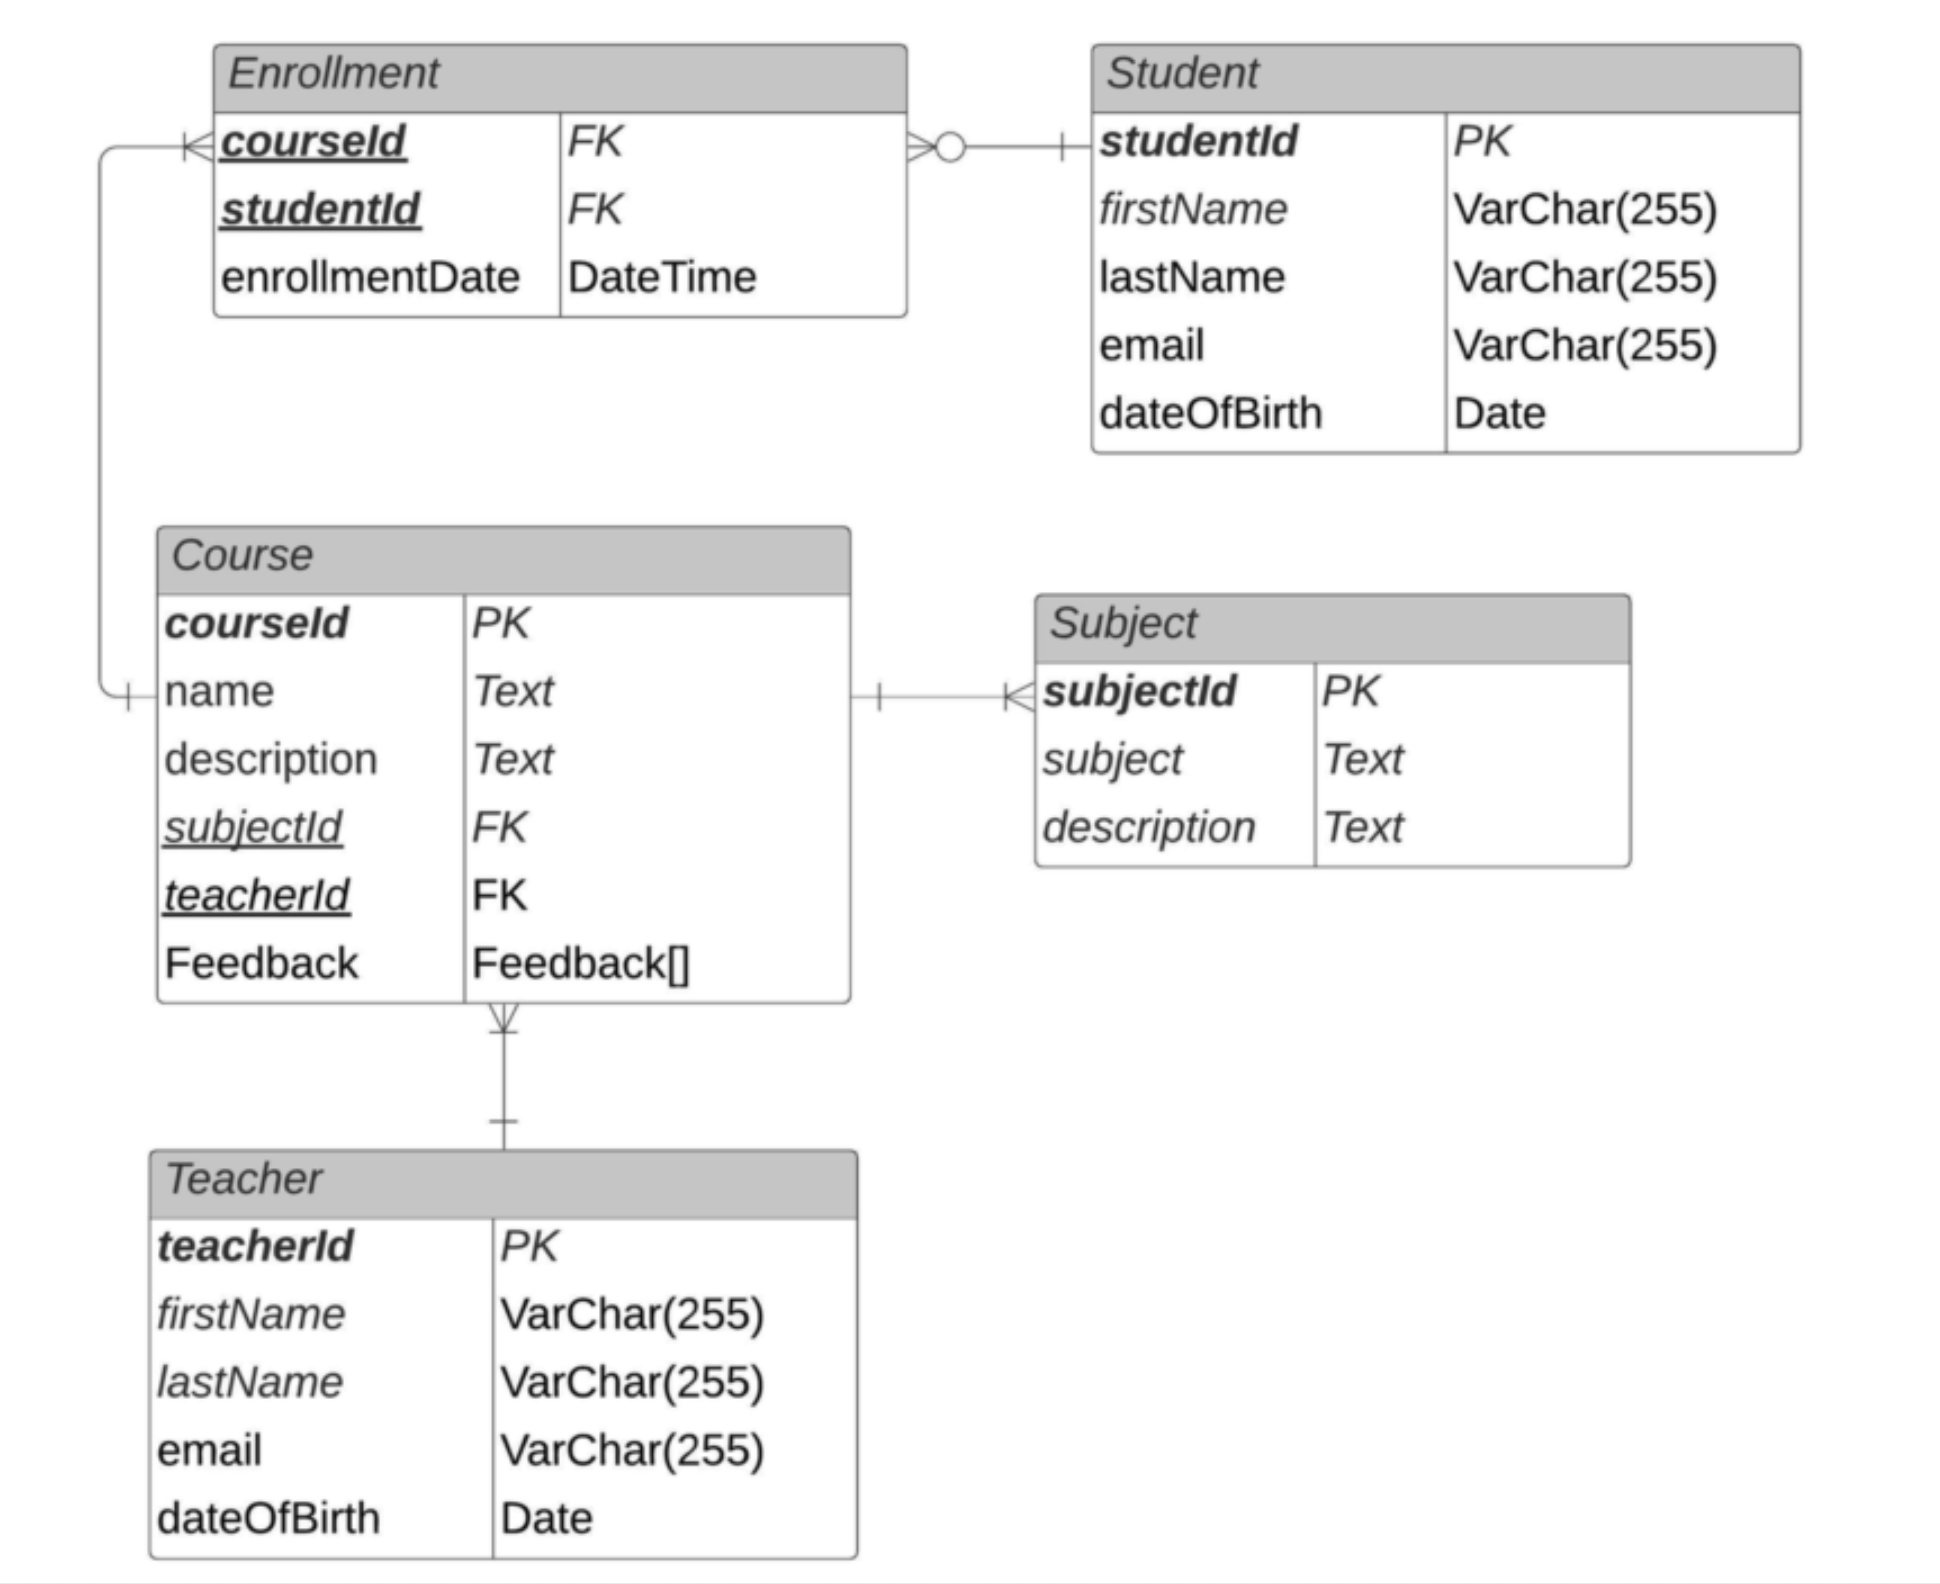 Enrollment
courseId FK
studentId FK
enrollmentDate DateTime
Student
studentId PK
firstName VarChar(255)
lastName VarChar(255)
email VarChar(255)
dateOfBirth Date
Course
courseId PK
name Text
description Text
subjectId FK
teacherId FK
Feedback Feedback[]
Subject
subjectId PK
subject Text
description Text
Teacher
teacherId PK
firstName VarChar(255)
lastName VarChar(255)
email VarChar(255)
dateOfBirth Date